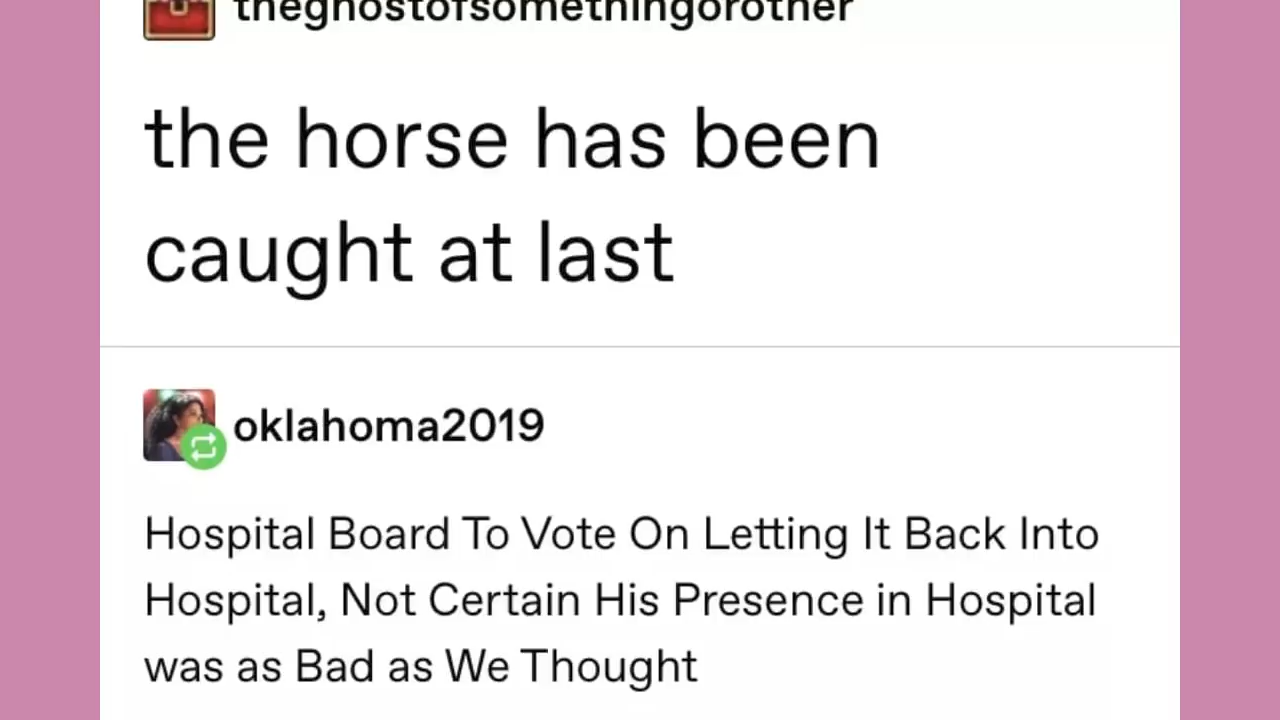 theghostofsomethingorother
the horse has been
caught at last
oklahoma2019
Hospital Board To Vote On Letting It Back Into
Hospital, Not Certain His Presence in Hospital
was as Bad as We Thought